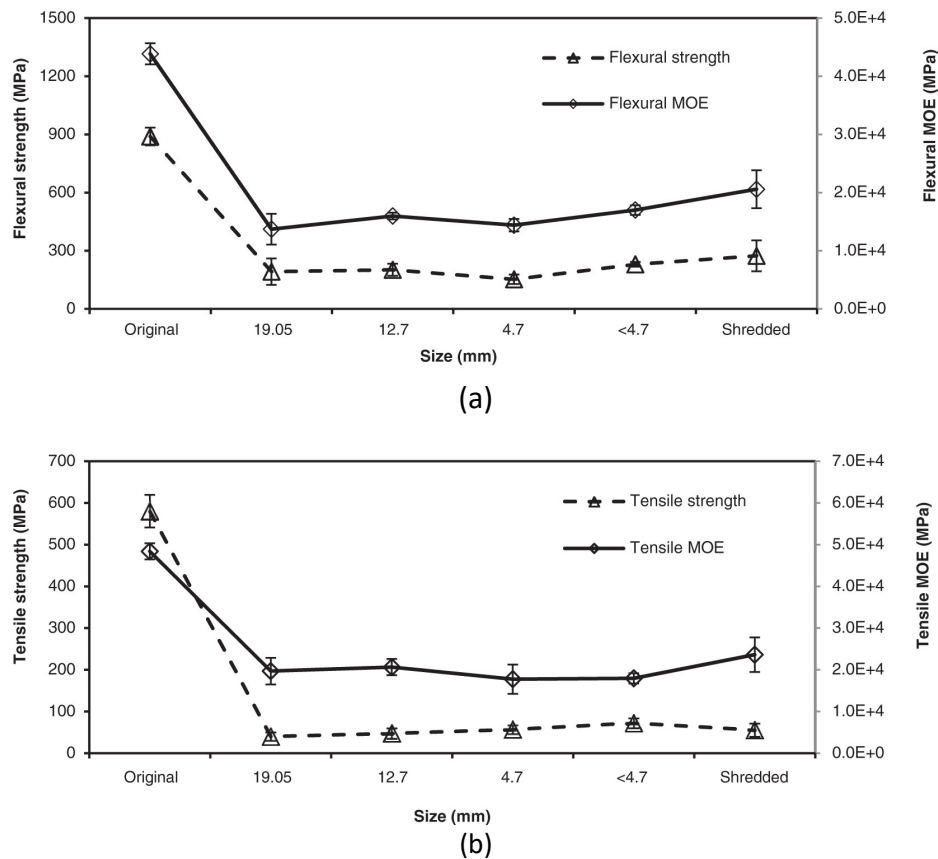 1500
1200
900
600
300
0
Flexural strength (MPa)
5.0E+4
4.0E+4
3.0E+4
2.0E+4
1.0E+4
0.0E+0
Flexural MOE (MPa)
Flexural strength
Flexural MOE
Original 19.05 12.7 4.7 <4.7 Shredded
Size (mm)
(a)
700
600
500
400
300
200
100
0
Tensile strength (MPa)
7.0E+4
6.0E+4
5.0E+4
4.0E+4
3.0E+4
2.0E+4
1.0E+4
0.0E+0
Tensile MOE (MPa)
Tensile strength
Tensile MOE
Original 19.05 12.7 4.7 <4.7 Shredded
Size (mm)
(b)